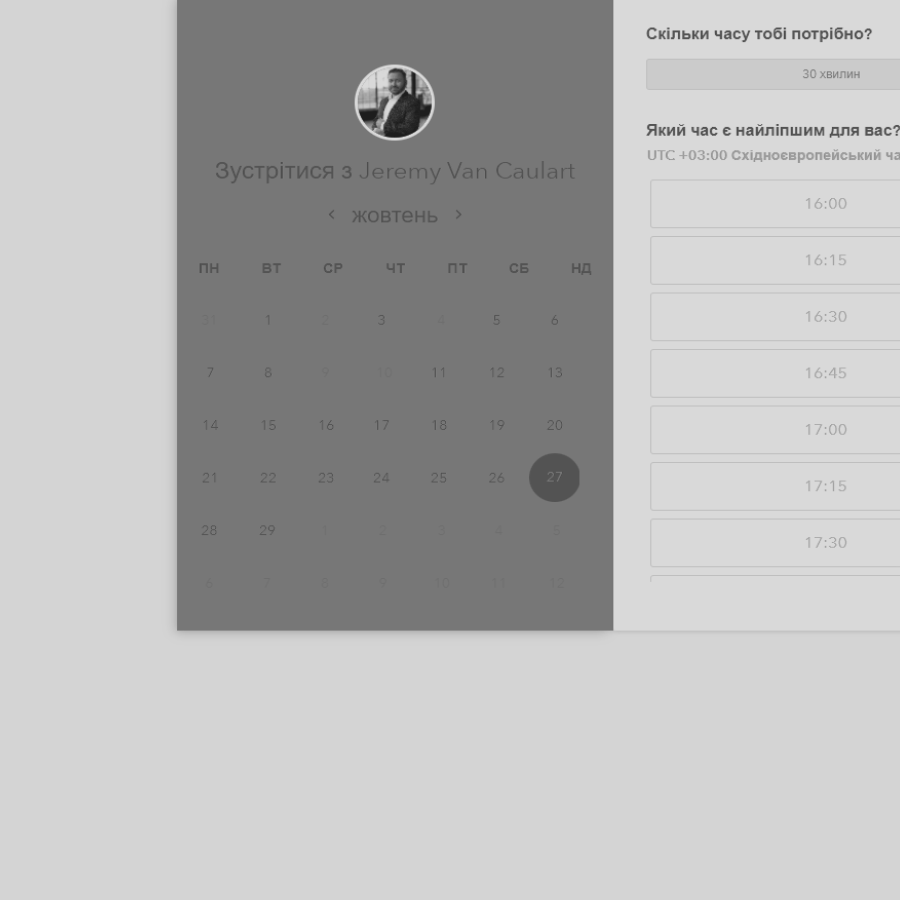 Зустрітися з Jeremy Van Caulart
жовтень
ПН ВТ СР ЧТ ПТ СБ НД
31 1 2 3 4 5 6
7 8 9 10 11 12 13
14 15 16 17 18 19 20
21 22 23 24 25 26 27
28 29 1 2 3 4 5
6 7 8 9 10 11 12
Скільки часу тобі потрібно?
30 хвилин
Який час є найліпшим для вас?
UTC +03:00 Східноєвропейський ча
16:00
16:15
16:30
16:45
17:00
17:15
17:30